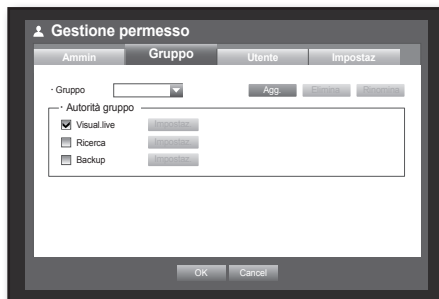 Gestione permesso
Ammin Gruppo Utente Impostaz
· Gruppo Agg. Elimina Rinomina
· Autorità gruppo
Visual.live Impostaz.
Ricerca Impostaz.
Backup Impostaz.
OK Cancel